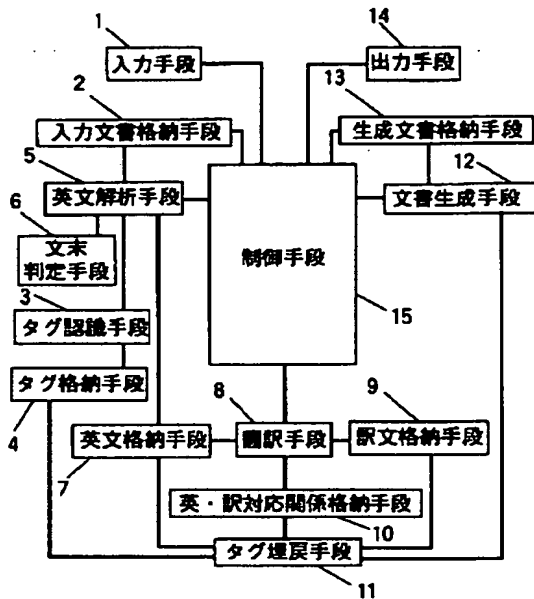 1
14
入力手段
出力手段
2
13
入力文書格納手段
生成文書格納手段
5
12
英文解析手段
文書生成手段
6
文末
判定手段
制御手段
3
15
タグ認識手段
タグ格納手段
4
8
9
英文格納手段
翻訳手段
訳文格納手段
7
英・訳対応関係格納手段
10
タグ埋戻手段
11